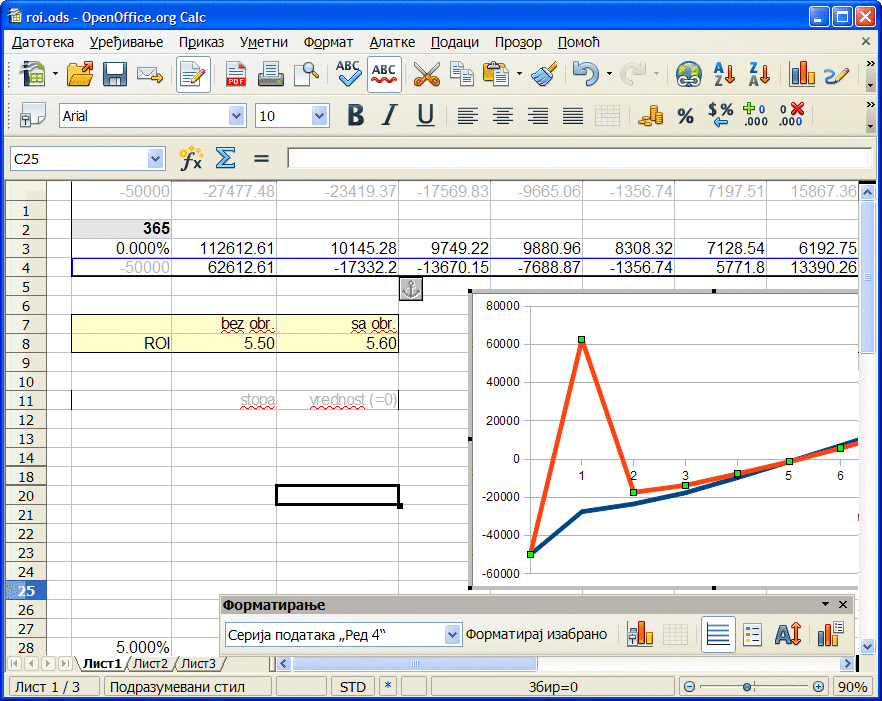 roi.ods - OpenOffice.org Calc
Датотека Уређивање Приказ Уметни Формат Алатке Подаци Прозор Помоћ
Arial 10
C25
-50000 -27477.48 -23419.37 -17569.83 -9665.06 -1356.74 7197.51 15867.36
1
2 365
3 0.000% 112612.61 10145.28 9749.22 9880.96 8308.32 7128.54 6192.75
4 -50000 62612.61 -17332.2 -13670.15 -7688.87 -1356.74 5771.8 13390.26
5
6
7 bez obr. sa obr.
8 ROI 5.50 5.60
9
10
11 stopa vrednost (=0)
12
13
14
18
20
21
22
23
24
25
26
27
28 5.000%
80000
60000
40000
20000
0
1 2 3 4 5 6
-20000
-40000
-60000
Форматирање
Серија података „Ред 4“ Форматирај изабрано
Лист1 Лист2 Лист3
Лист 1 / 3 Подразумевани стил STD * Збир=0 90%